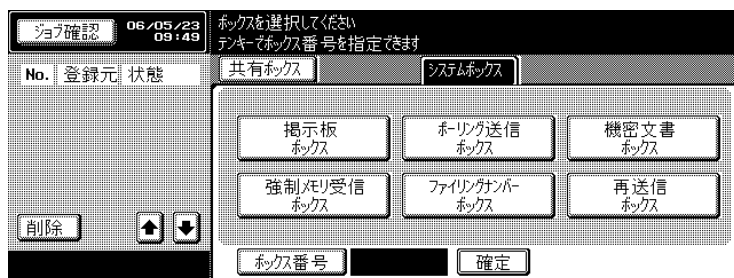 ジョブ確認
06/05/23
09:49
ボックスを選択してください
テンキーでボックス番号を指定できます
No. 登録元 状態
共有ボックス
システムボックス
掲示板
ボックス
ポーリング送信
ボックス
機密文書
ボックス
強制メモリ受信
ボックス
ファイリングナンバー
ボックス
再送信
ボックス
削除
ボックス番号
確定